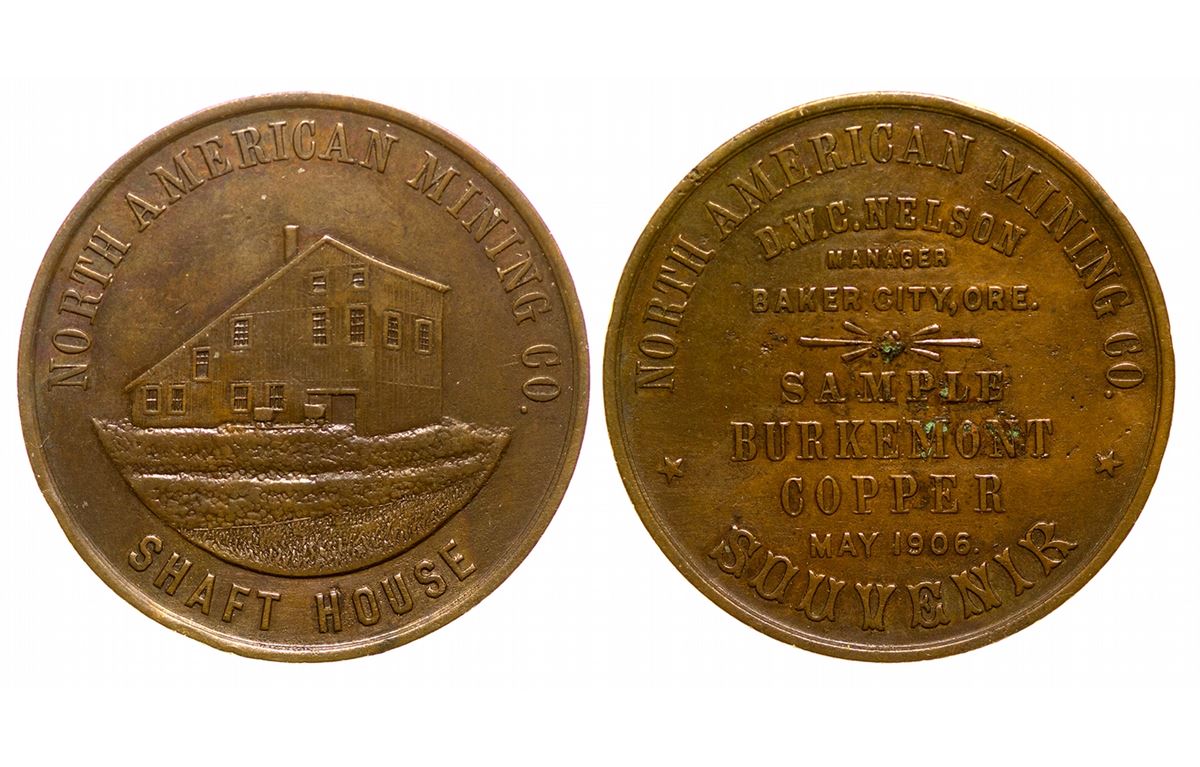 NORTH AMERICAN MINING CO.
SHAFT HOUSE
NORTH AMERICAN MINING CO.
D.W.C. NELSON
MANAGER
BAKER CITY, ORE.
SAMPLE
BURKEMONT
COPPER
MAY 1906.
SOUVENIR